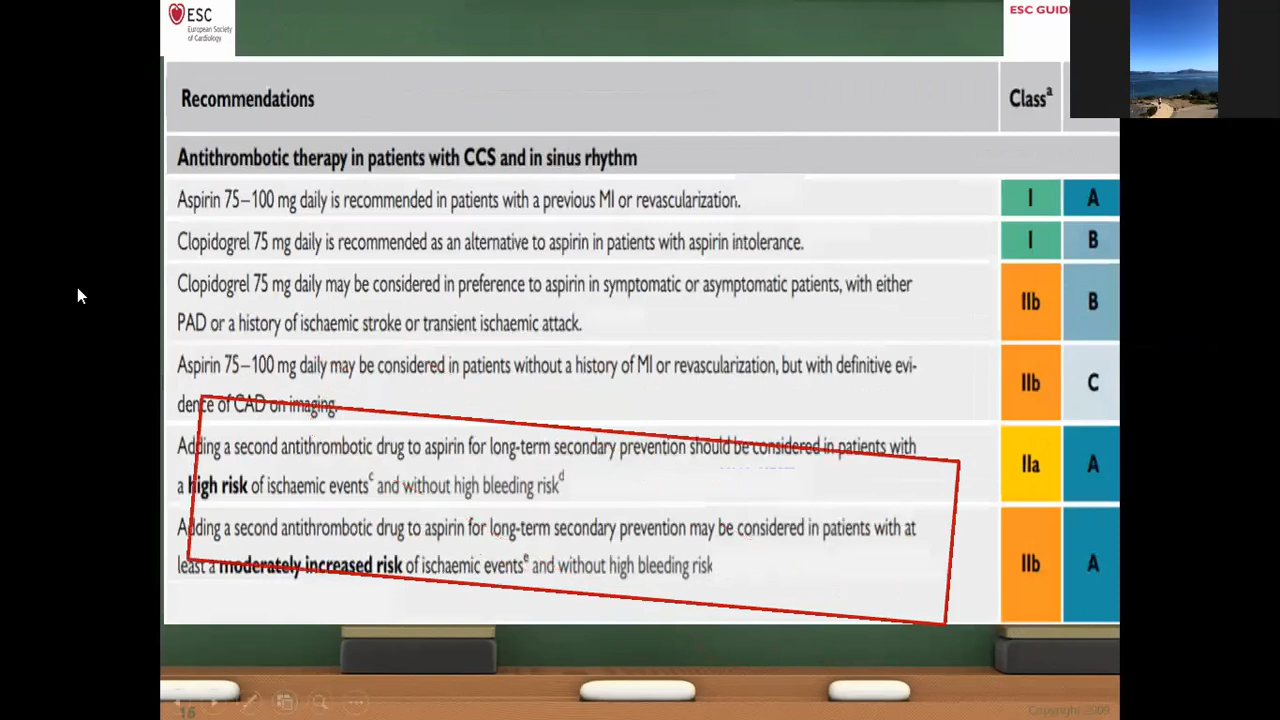 ESC
European Society
of Cardiology
ESC GUID
Recommendations
Classᵃ
Antithrombotic therapy in patients with CCS and in sinus rhythm
Aspirin 75–100 mg daily is recommended in patients with a previous MI or revascularization.
I
A
Clopidogrel 75 mg daily is recommended as an alternative to aspirin in patients with aspirin intolerance.
I
B
Clopidogrel 75 mg daily may be considered in preference to aspirin in symptomatic or asymptomatic patients, with either
PAD or a history of ischaemic stroke or transient ischaemic attack.
IIb
B
Aspirin 75–100 mg daily may be considered in patients without a history of MI or revascularization, but with definitive evi-
dence of CAD on imaging.
IIb
C
Adding a second antithrombotic drug to aspirin for long-term secondary prevention should be considered in patients with
a high risk of ischaemic eventsᶜ and without high bleeding riskᵈ
IIa
A
Adding a second antithrombotic drug to aspirin for long-term secondary prevention may be considered in patients with at
least a moderately increased risk of ischaemic eventsᵉ and without high bleeding risk
IIb
A
16
Copyright